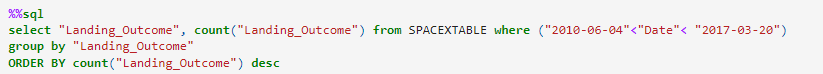 %%sql
select "Landing_Outcome", count("Landing_Outcome") from SPACEXTABLE where ("2010-06-04"<"Date"< "2017-03-20")
group by "Landing_Outcome"
ORDER BY count("Landing_Outcome") desc